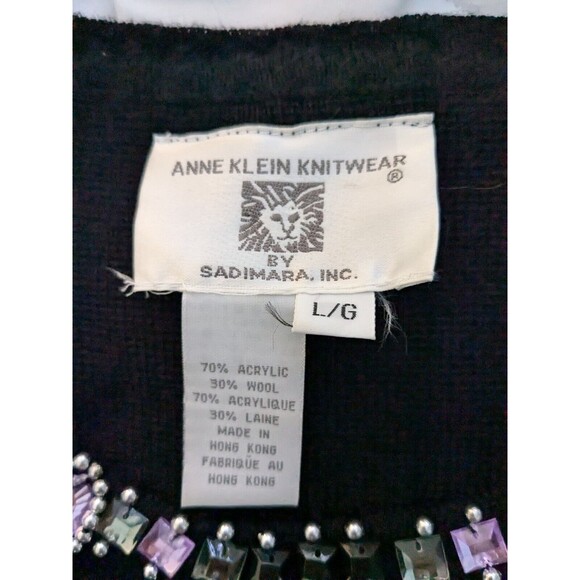 ANNE KLEIN KNITWEAR
®
BY
SADIMARA, INC.
L/G
70% ACRYLIC
30% WOOL
70% ACRYLIQUE
30% LAINE
MADE IN
HONG KONG
FABRIQUÉ AU
HONG KONG